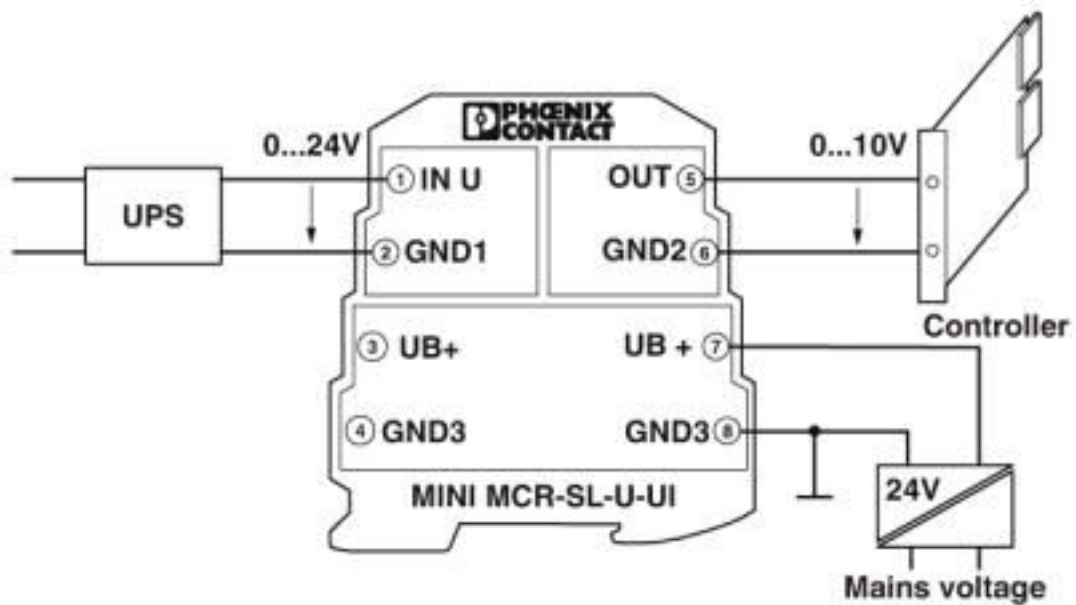 PHŒNIX
CONTACT
0...24V
0...10V
UPS
1 IN U
OUT 5
2 GND1
GND2 6
Controller
3 UB+
UB + 7
4 GND3
GND3 8
24V
MINI MCR-SL-U-UI
Mains voltage